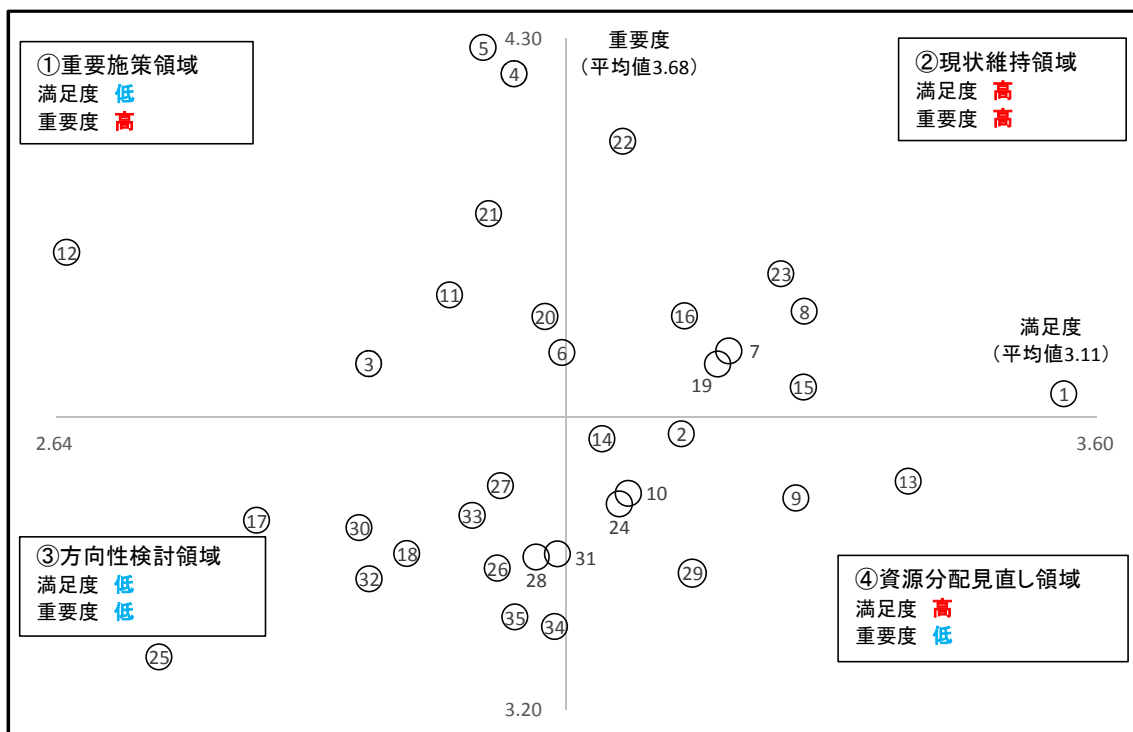 ①重要施策領域
満足度 低
重要度 高
4.30
重要度
（平均値3.68）
②現状維持領域
満足度 高
重要度 高
5
4
22
21
12
23
11
8
20
16
6
7
3
19
満足度
（平均値3.11）
15
1
2.64
3.60
2
14
27
13
10
9
33
24
17
30
18
31
26
28
29
32
③方向性検討領域
満足度 低
重要度 低
④資源分配見直し領域
満足度 高
重要度 低
35
34
25
3.20